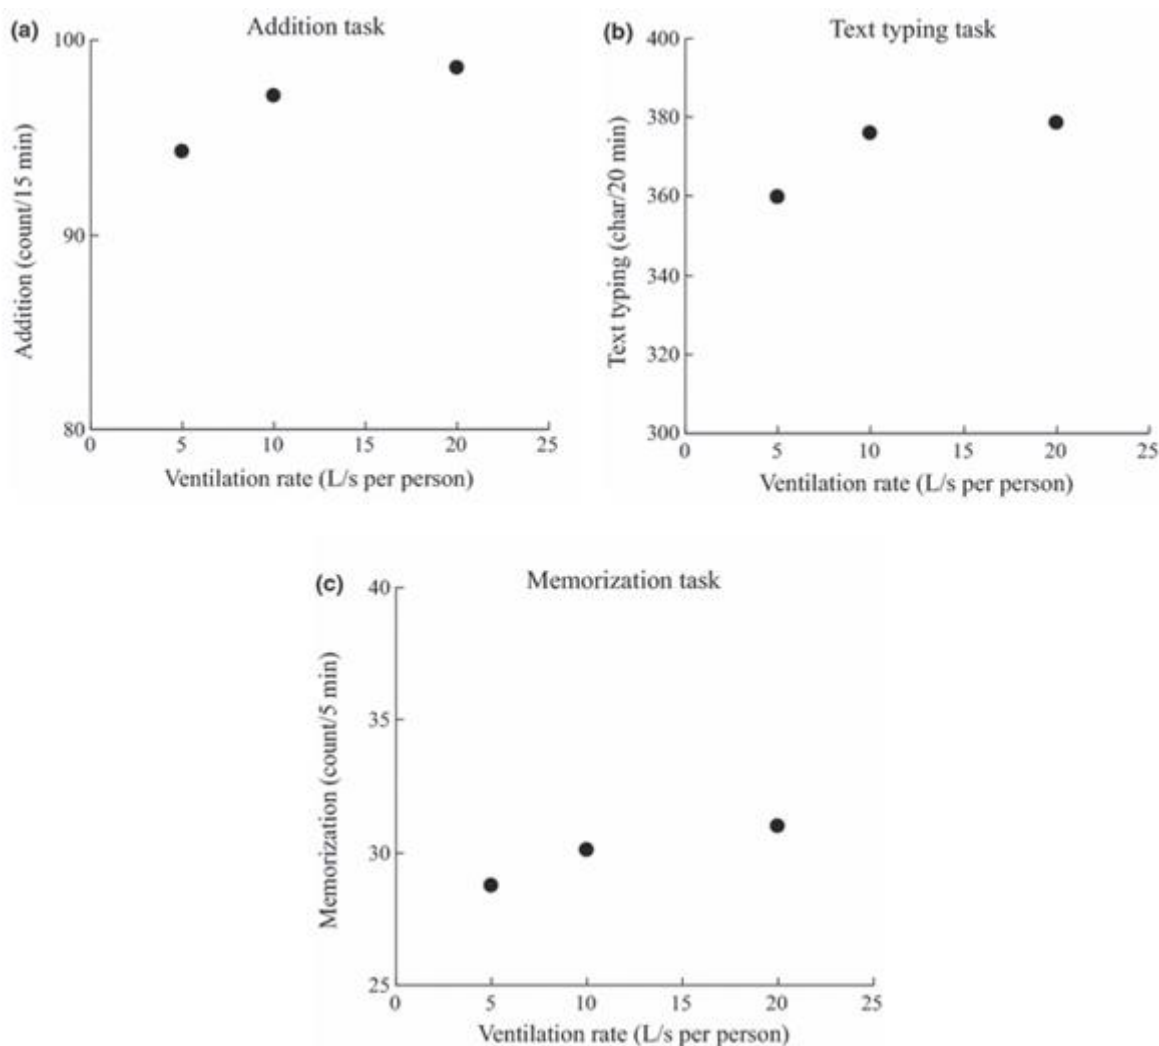 (a)
Addition task
Addition (count/15 min)
100
90
80
0 5 10 15 20 25
Ventilation rate (L/s per person)
(b)
Text typing task
Text typing (char/20 min)
400
380
360
340
320
300
0 5 10 15 20 25
Ventilation rate (L/s per person)
(c)
Memorization task
Memorization (count/5 min)
40
35
30
25
0 5 10 15 20 25
Ventilation rate (L/s per person)